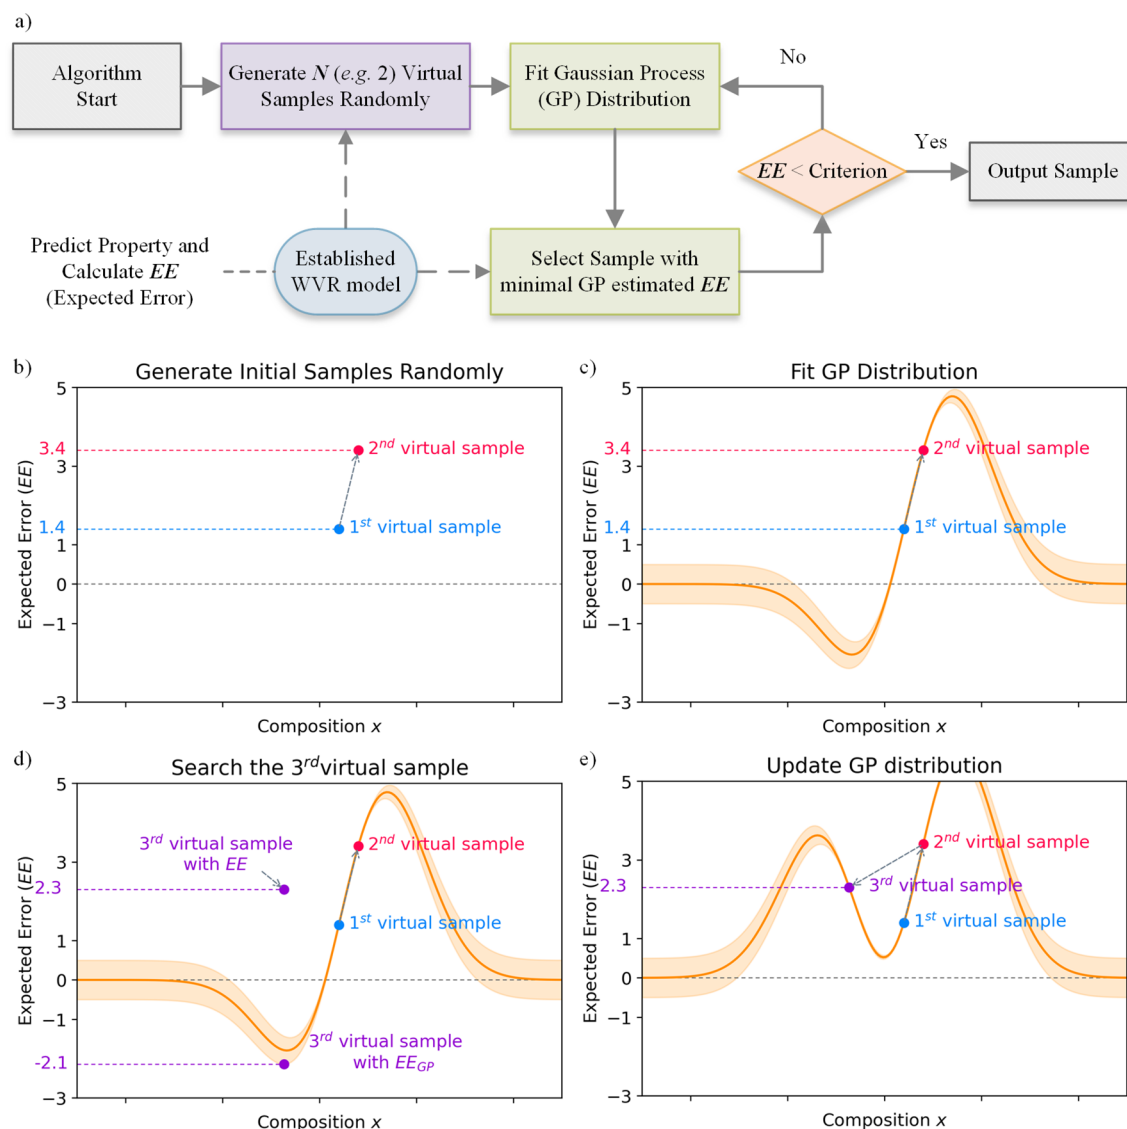 a)
Algorithm
Start
Generate N (e.g. 2) Virtual
Samples Randomly
Fit Gaussian Process
(GP) Distribution
No
EE < Criterion
Yes
Output Sample
Predict Property and
Calculate EE
(Expected Error)
Established
WVR model
Select Sample with
minimal GP estimated EE
b)
Generate Initial Samples Randomly
Expected Error (EE)
5
3.4
3
1.4
1
0
−1
−3
2nd virtual sample
1st virtual sample
Composition x
c)
Fit GP Distribution
Expected Error (EE)
5
3.4
3
1.4
1
0
−1
−3
2nd virtual sample
1st virtual sample
Composition x
d)
Search the 3rdvirtual sample
Expected Error (EE)
5
3
2.3
1
0
−1
-2.1
−3
3rd virtual sample
with EE
2nd virtual sample
1st virtual sample
3rd virtual sample
with EEGP
Composition x
e)
Update GP distribution
Expected Error (EE)
5
3
2.3
1
0
−1
−3
2nd virtual sample
3rd virtual sample
1st virtual sample
Composition x